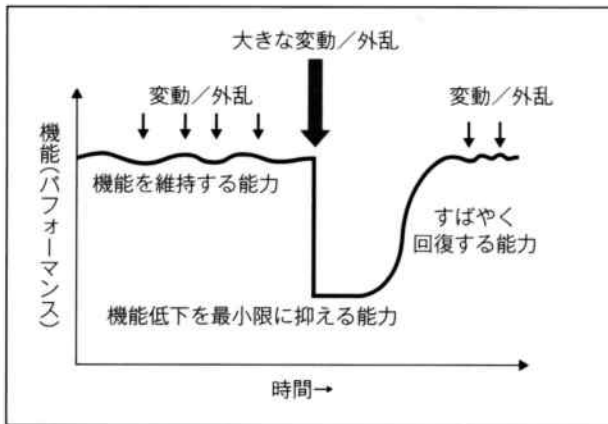 大きな変動／外乱
変動／外乱
変動／外乱
機能(パフォーマンス)
機能を維持する能力
すばやく
回復する能力
機能低下を最小限に抑える能力
時間→